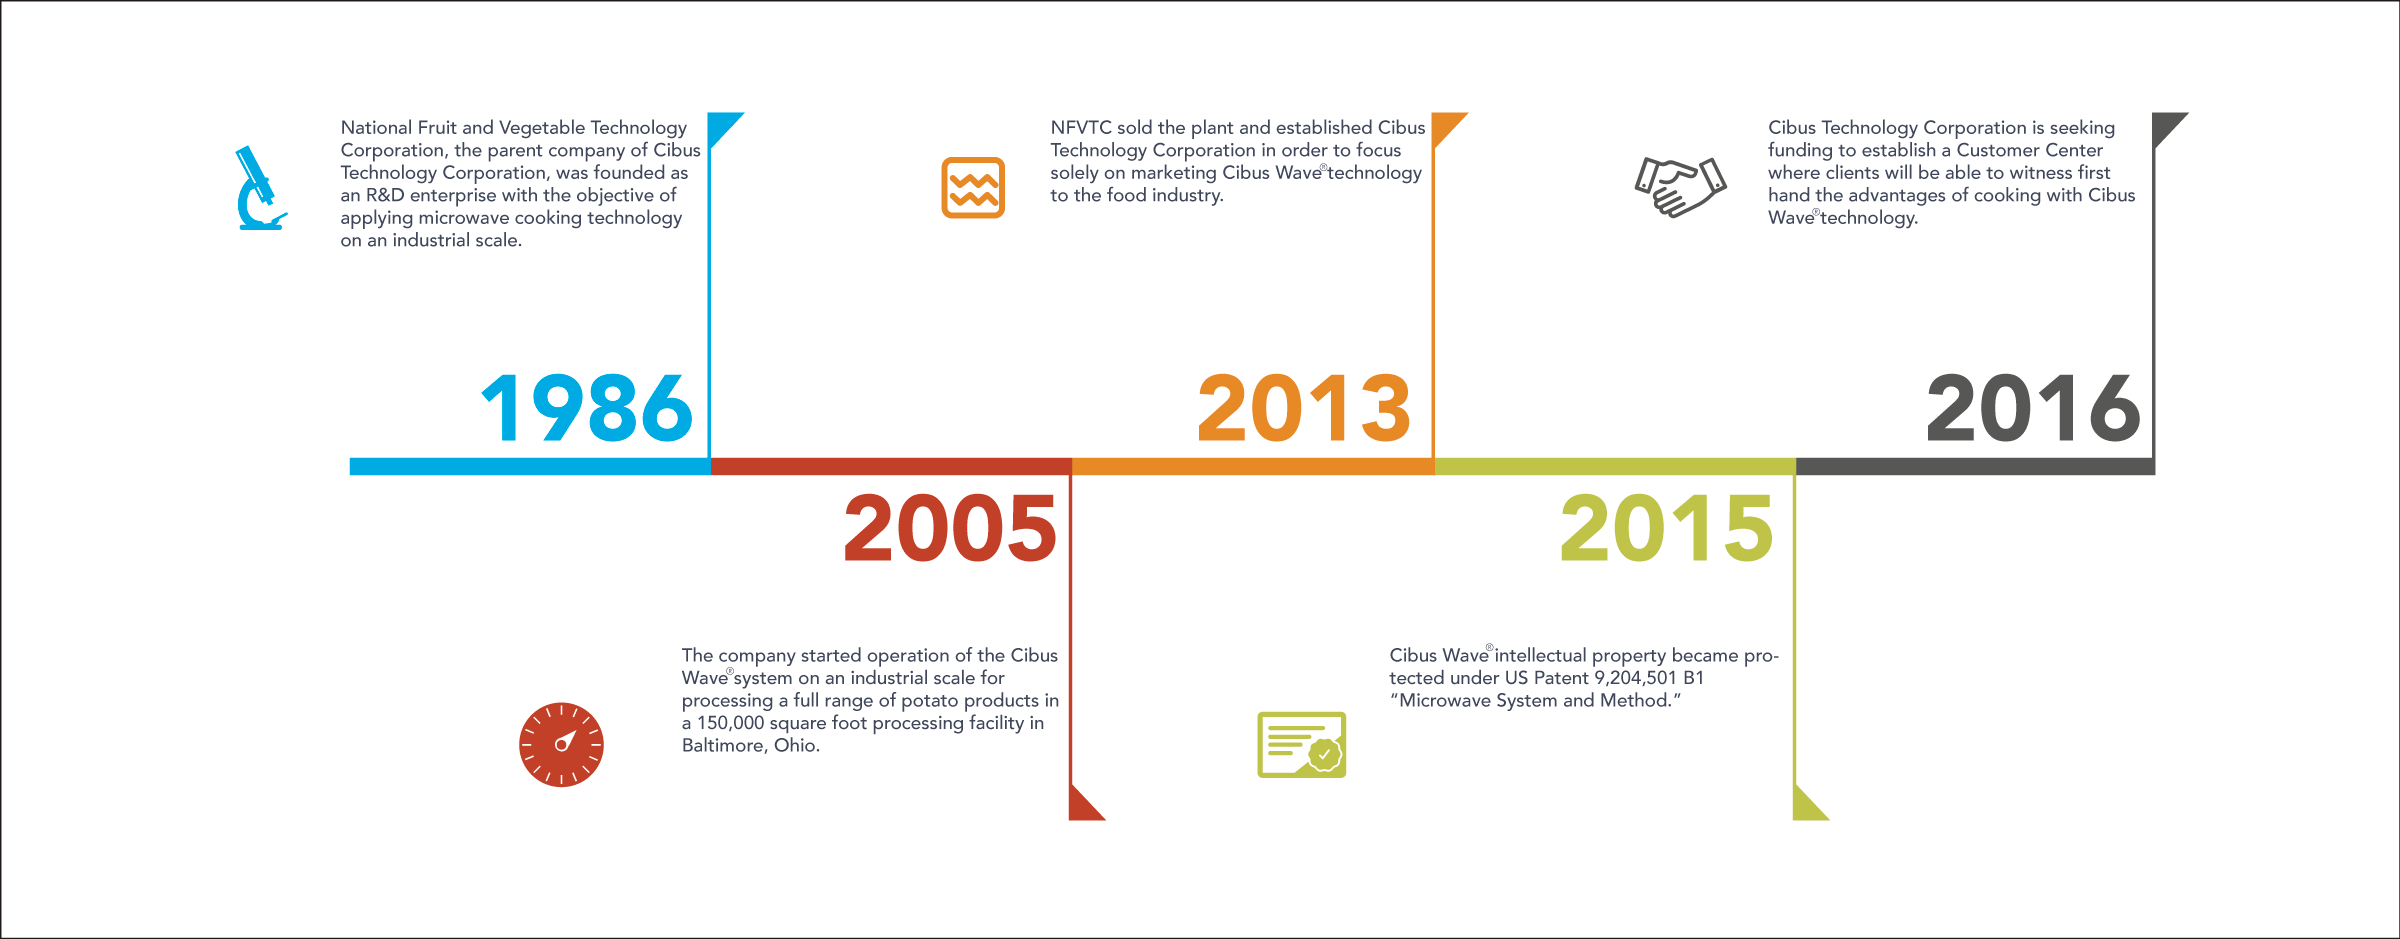 National Fruit and Vegetable Technology
Corporation, the parent company of Cibus
Technology Corporation, was founded as
an R&D enterprise with the objective of
applying microwave cooking technology
on an industrial scale.
1986
The company started operation of the Cibus
Wave® system on an industrial scale for
processing a full range of potato products in
a 150,000 square foot processing facility in
Baltimore, Ohio.
2005
NFVTC sold the plant and established Cibus
Technology Corporation in order to focus
solely on marketing Cibus Wave® technology
to the food industry.
2013
Cibus Wave® intellectual property became pro-
tected under US Patent 9,204,501 B1
“Microwave System and Method.”
2015
Cibus Technology Corporation is seeking
funding to establish a Customer Center
where clients will be able to witness first
hand the advantages of cooking with Cibus
Wave® technology.
2016